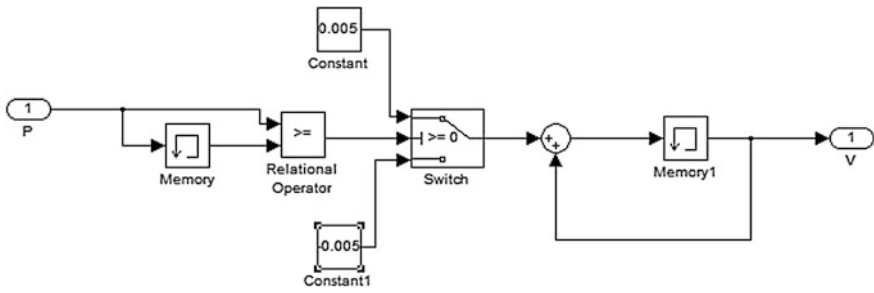 0.005
Constant
1
P
Memory
>=
Relational
Operator
>= 0
Switch
-0.005
Constant1
+
+
Memory1
1
V